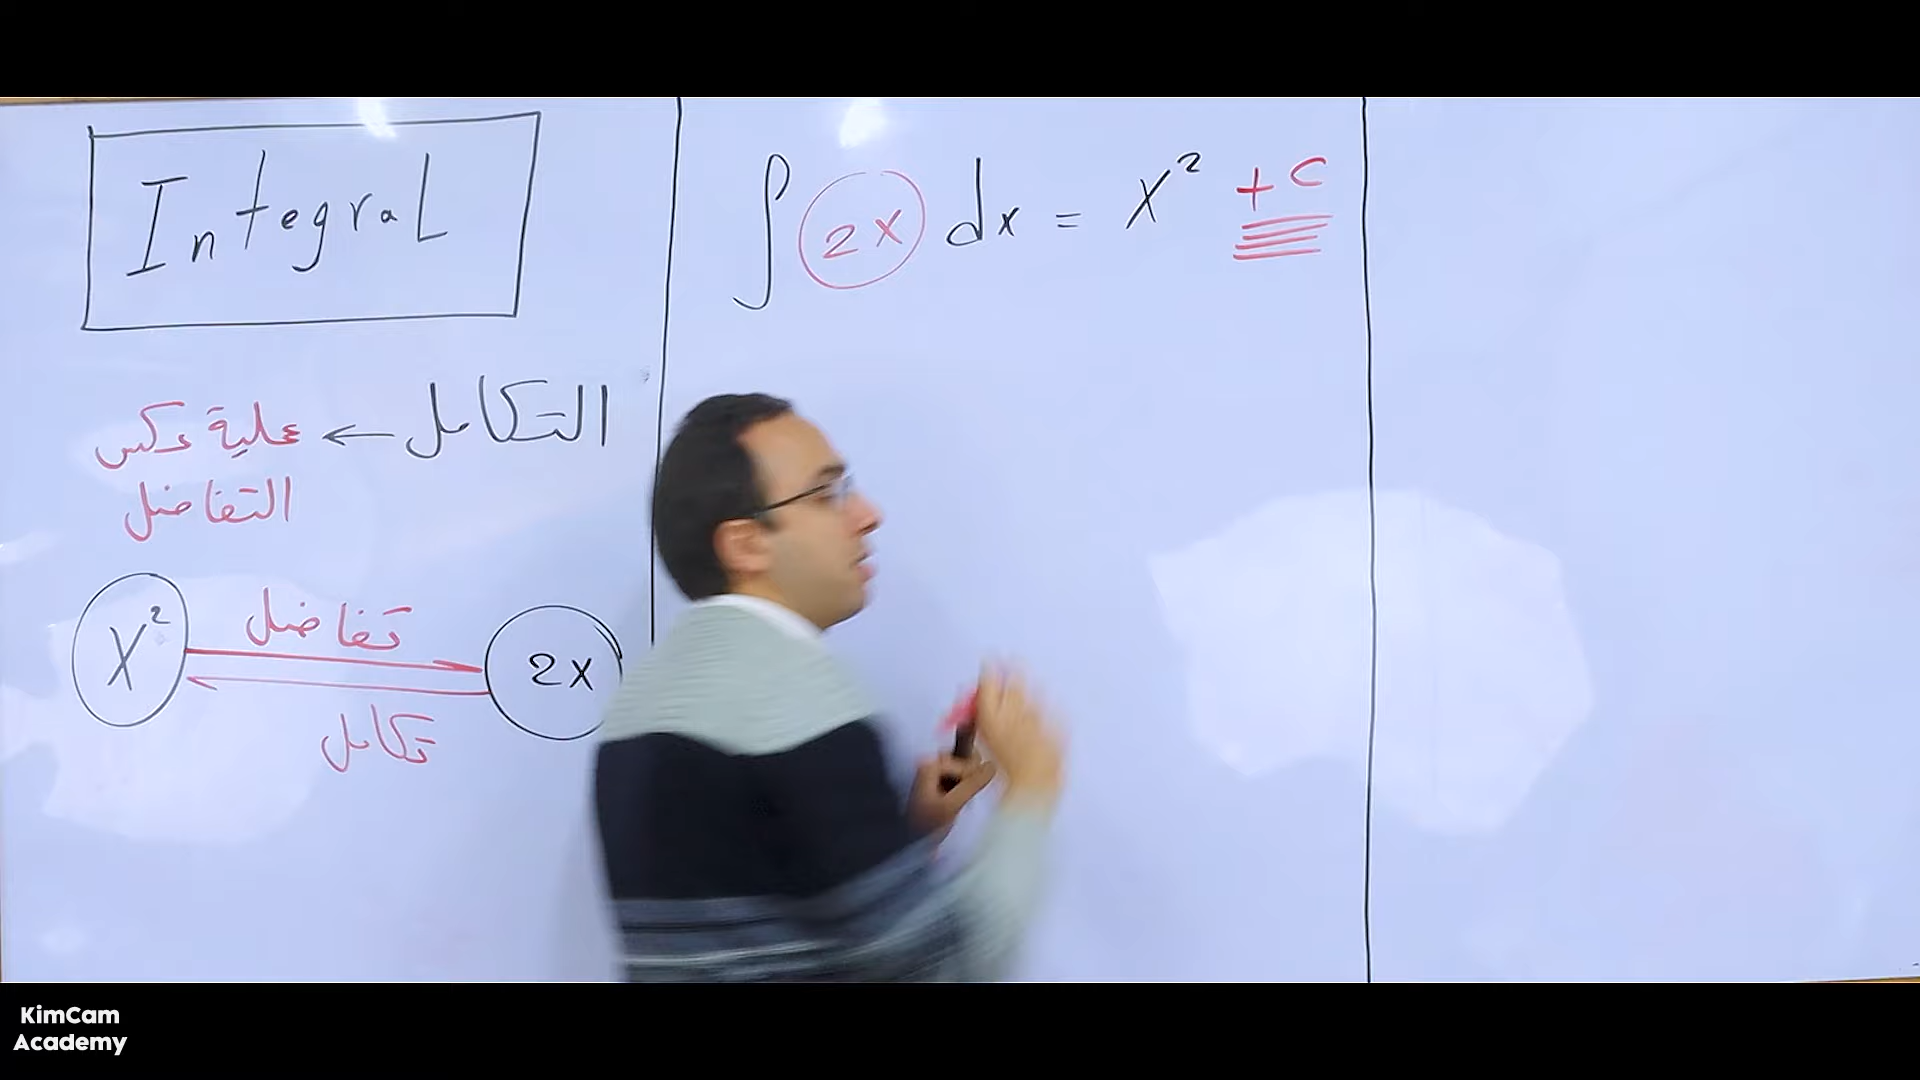 Integral
التكامل ← عملية عكس
التفاضل
X² تفاضل 2x
تكامل
∫ 2x dx = X² + C
KimCam
Academy